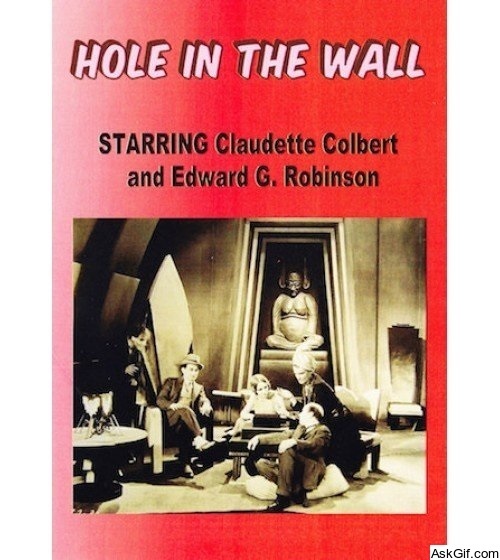 HOLE IN THE WALL
STARRING Claudette Colbert
and Edward G. Robinson
AskGif.com